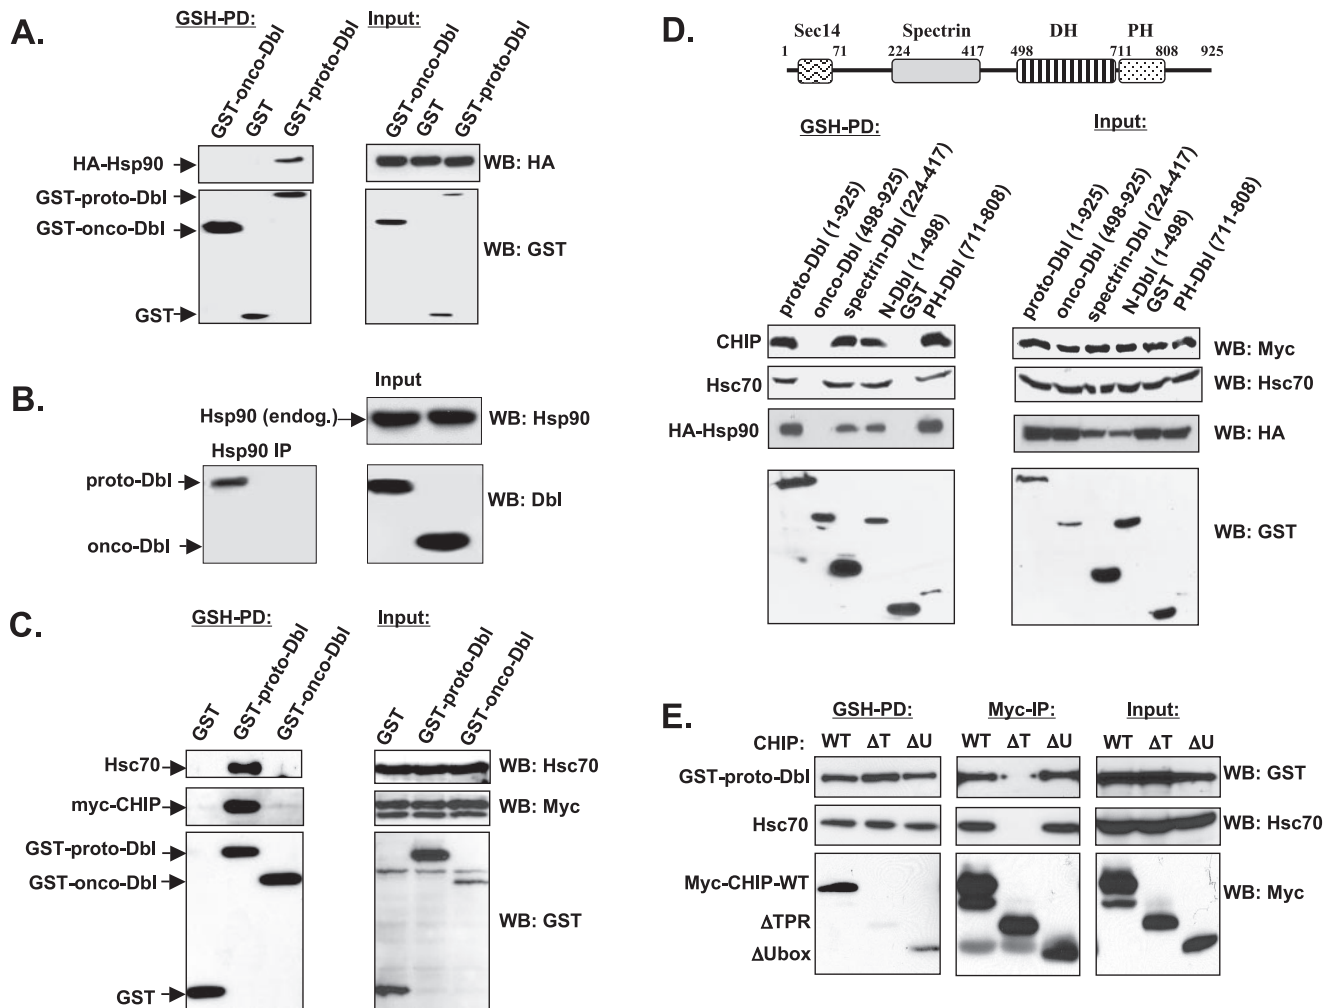 A.
GSH-PD:
Input:
GST-onco-Dbl
GST
GST-proto-Dbl
GST-onco-Dbl
GST
GST-proto-Dbl
HA-Hsp90
WB: HA
GST-proto-Dbl
GST-onco-Dbl
GST
WB: GST
B.
Input
Hsp90 (endog.)
WB: Hsp90
Hsp90 IP
proto-Dbl
onco-Dbl
WB: Dbl
C.
GSH-PD:
Input:
GST
GST-proto-Dbl
GST-onco-Dbl
GST
GST-proto-Dbl
GST-onco-Dbl
Hsc70
WB: Hsc70
myc-CHIP
WB: Myc
GST-proto-Dbl
GST-onco-Dbl
WB: GST
GST
D.
Sec14 Spectrin DH PH
1 71 224 417 498 711 808 925
GSH-PD:
Input:
proto-Dbl (1-925)
onco-Dbl (498-925)
spectrin-Dbl (224-417)
N-Dbl (1-498)
GST
PH-Dbl (711-808)
proto-Dbl (1-925)
onco-Dbl (498-925)
spectrin-Dbl (224-417)
N-Dbl (1-498)
GST
PH-Dbl (711-808)
CHIP
WB: Myc
Hsc70
WB: Hsc70
HA-Hsp90
WB: HA
WB: GST
E.
GSH-PD: Myc-IP: Input:
CHIP: WT ΔT ΔU WT ΔT ΔU WT ΔT ΔU
GST-proto-Dbl
WB: GST
Hsc70
WB: Hsc70
Myc-CHIP-WT
WB: Myc
ΔTPR
ΔUbox